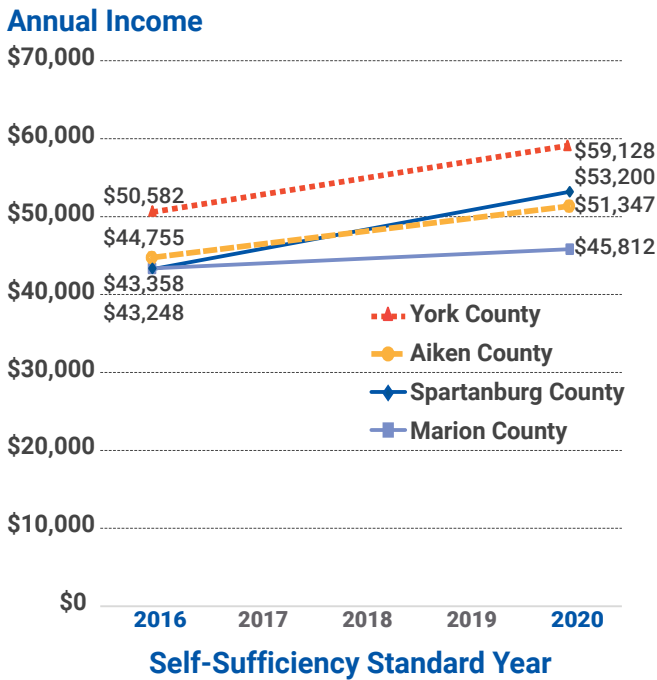 Annual Income
$70,000
$60,000
$59,128
$53,200
$50,582
$50,000
$51,347
$44,755
$45,812
$43,358
$40,000
$43,248
York County
Aiken County
$30,000
Spartanburg County
Marion County
$20,000
$10,000
$0
2016 2017 2018 2019 2020
Self-Sufficiency Standard Year